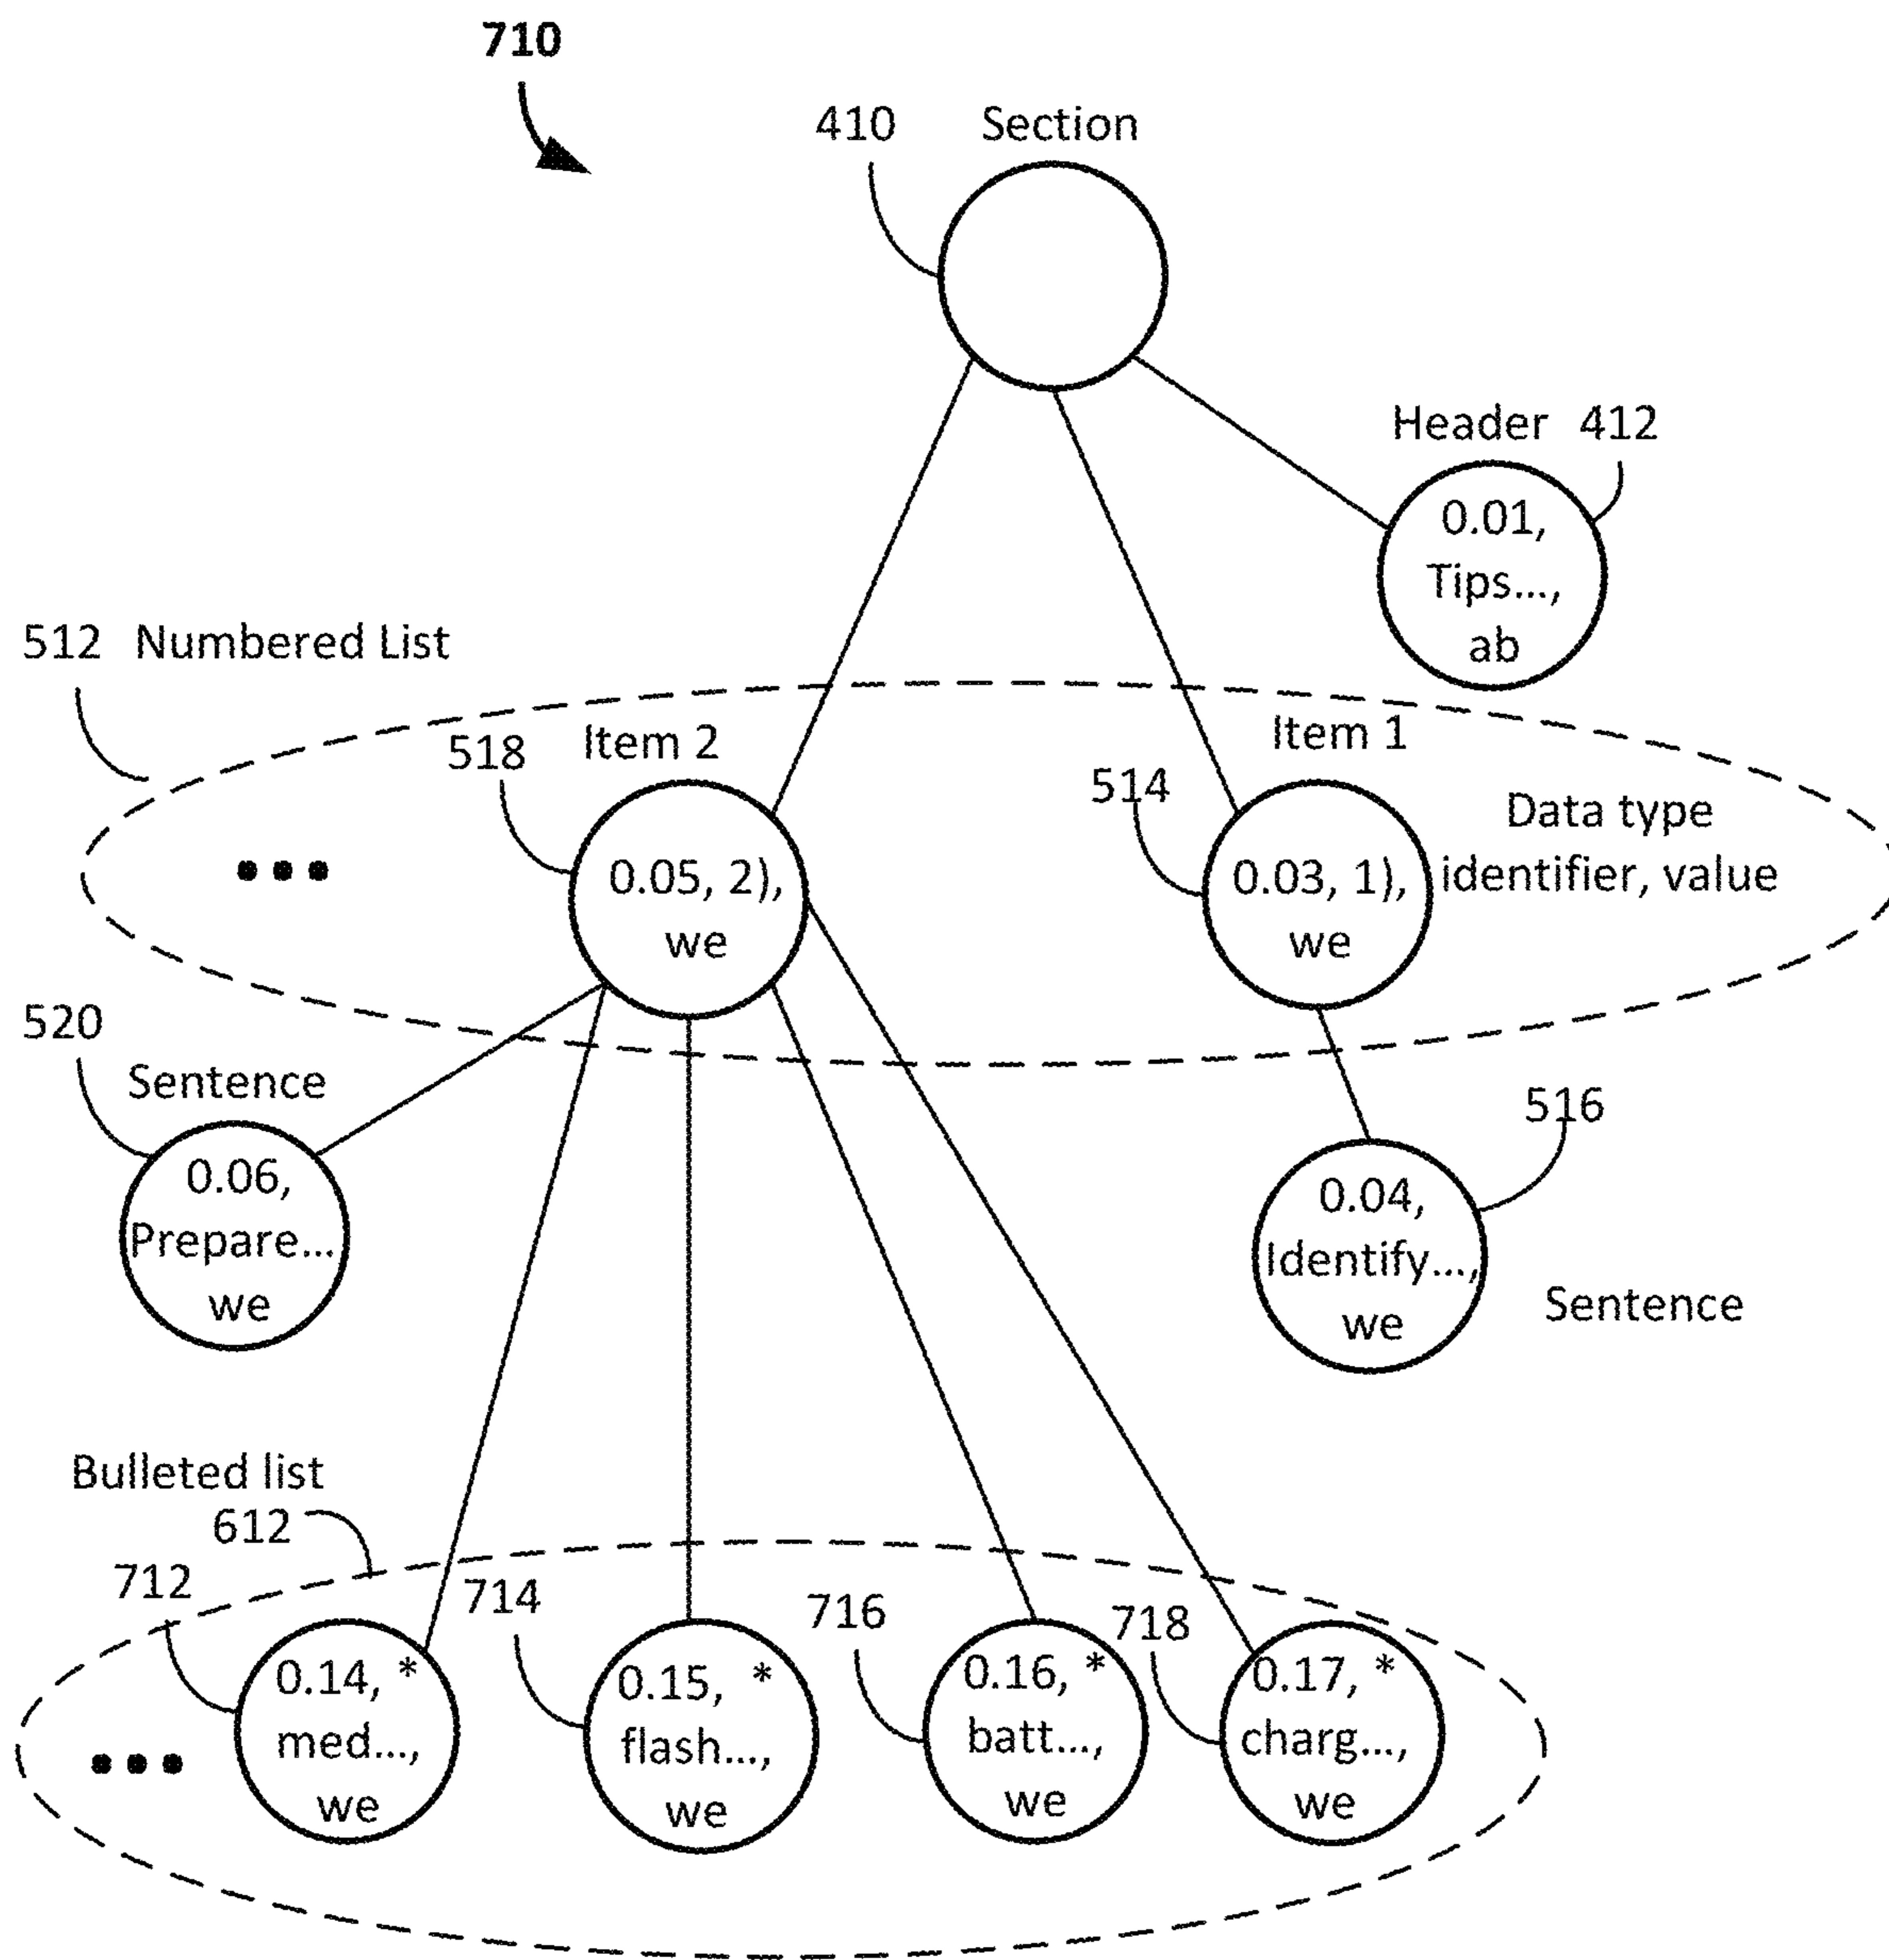 710
410 Section
Header 412
0.01,
Tips...,
ab
512 Numbered List
518 Item 2
0.05, 2),
we
514 Item 1
0.03, 1),
we
Data type
identifier, value
520
Sentence
0.06,
Prepare...
we
516
0.04,
Identify...,
we
Sentence
Bulleted list
612
712
0.14, *
med...,
we
714
0.15, *
flash...,
we
716
0.16, *
batt...,
we
718
0.17, *
charg...,
we